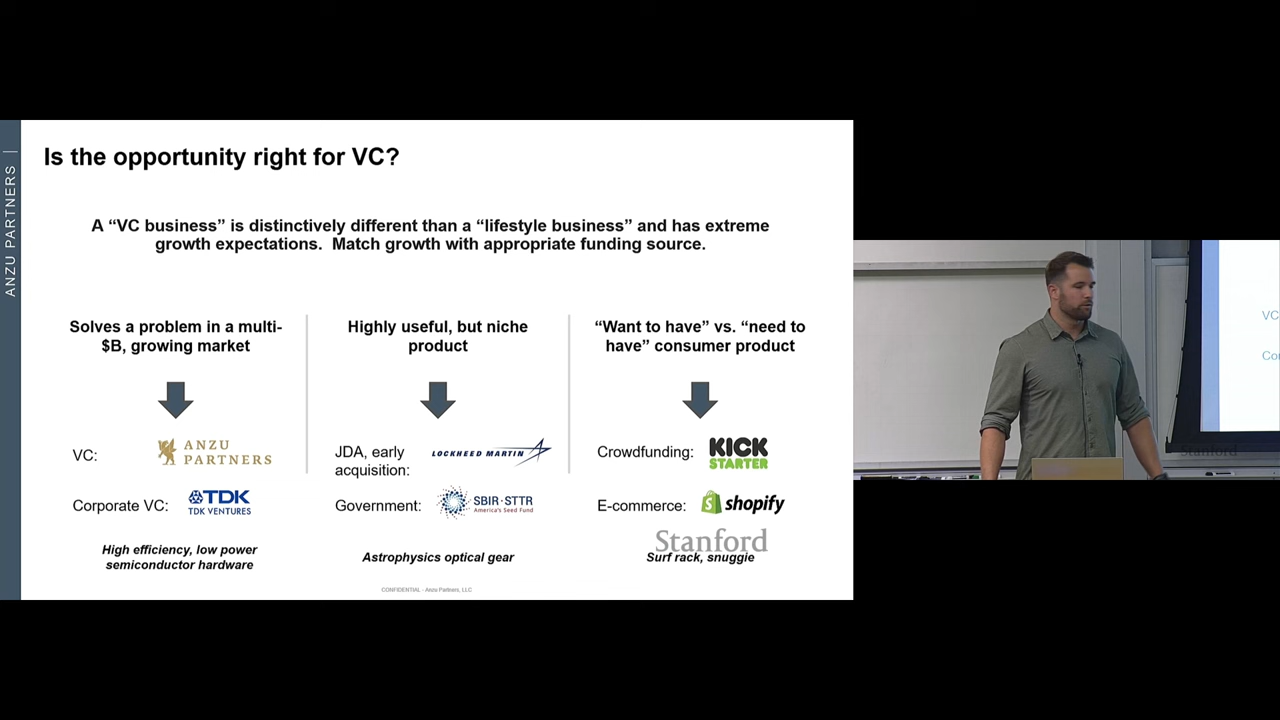 ANZU PARTNERS |
Is the opportunity right for VC?
A “VC business” is distinctively different than a “lifestyle business” and has extreme
growth expectations. Match growth with appropriate funding source.
Solves a problem in a multi-
$B, growing market
VC:
ANZU
PARTNERS
Corporate VC:
TDK
TDK VENTURES
High efficiency, low power
semiconductor hardware
Highly useful, but niche
product
JDA, early
acquisition:
LOCKHEED MARTIN
Government:
SBIR·STTR
America's Seed Fund
Astrophysics optical gear
“Want to have” vs. “need to
have” consumer product
Crowdfunding:
KICK
STARTER
E-commerce:
shopify
Stanford
Surf rack, snuggie
CONFIDENTIAL - Anzu Partners, LLC
VC
Co
Stanford